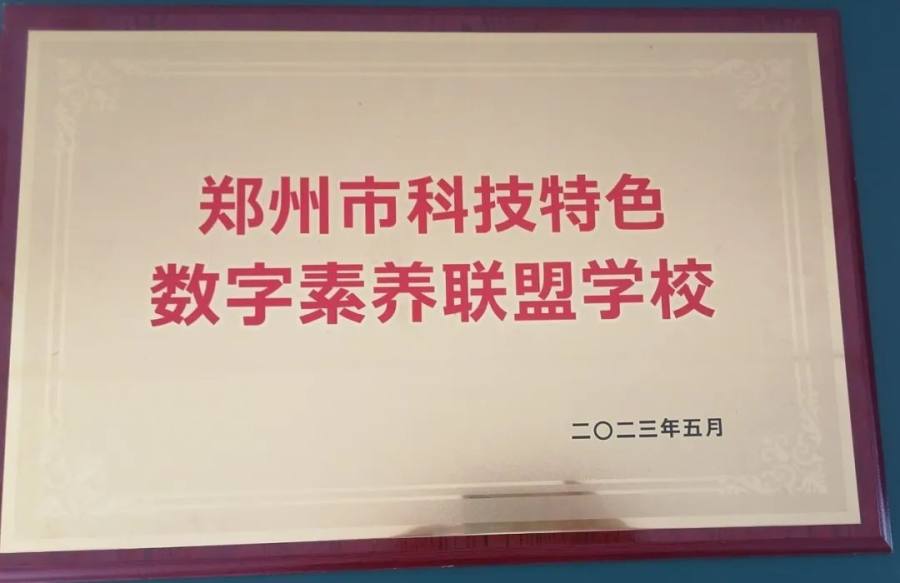 郑州市科技特色
数字素养联盟学校
二〇二三年五月